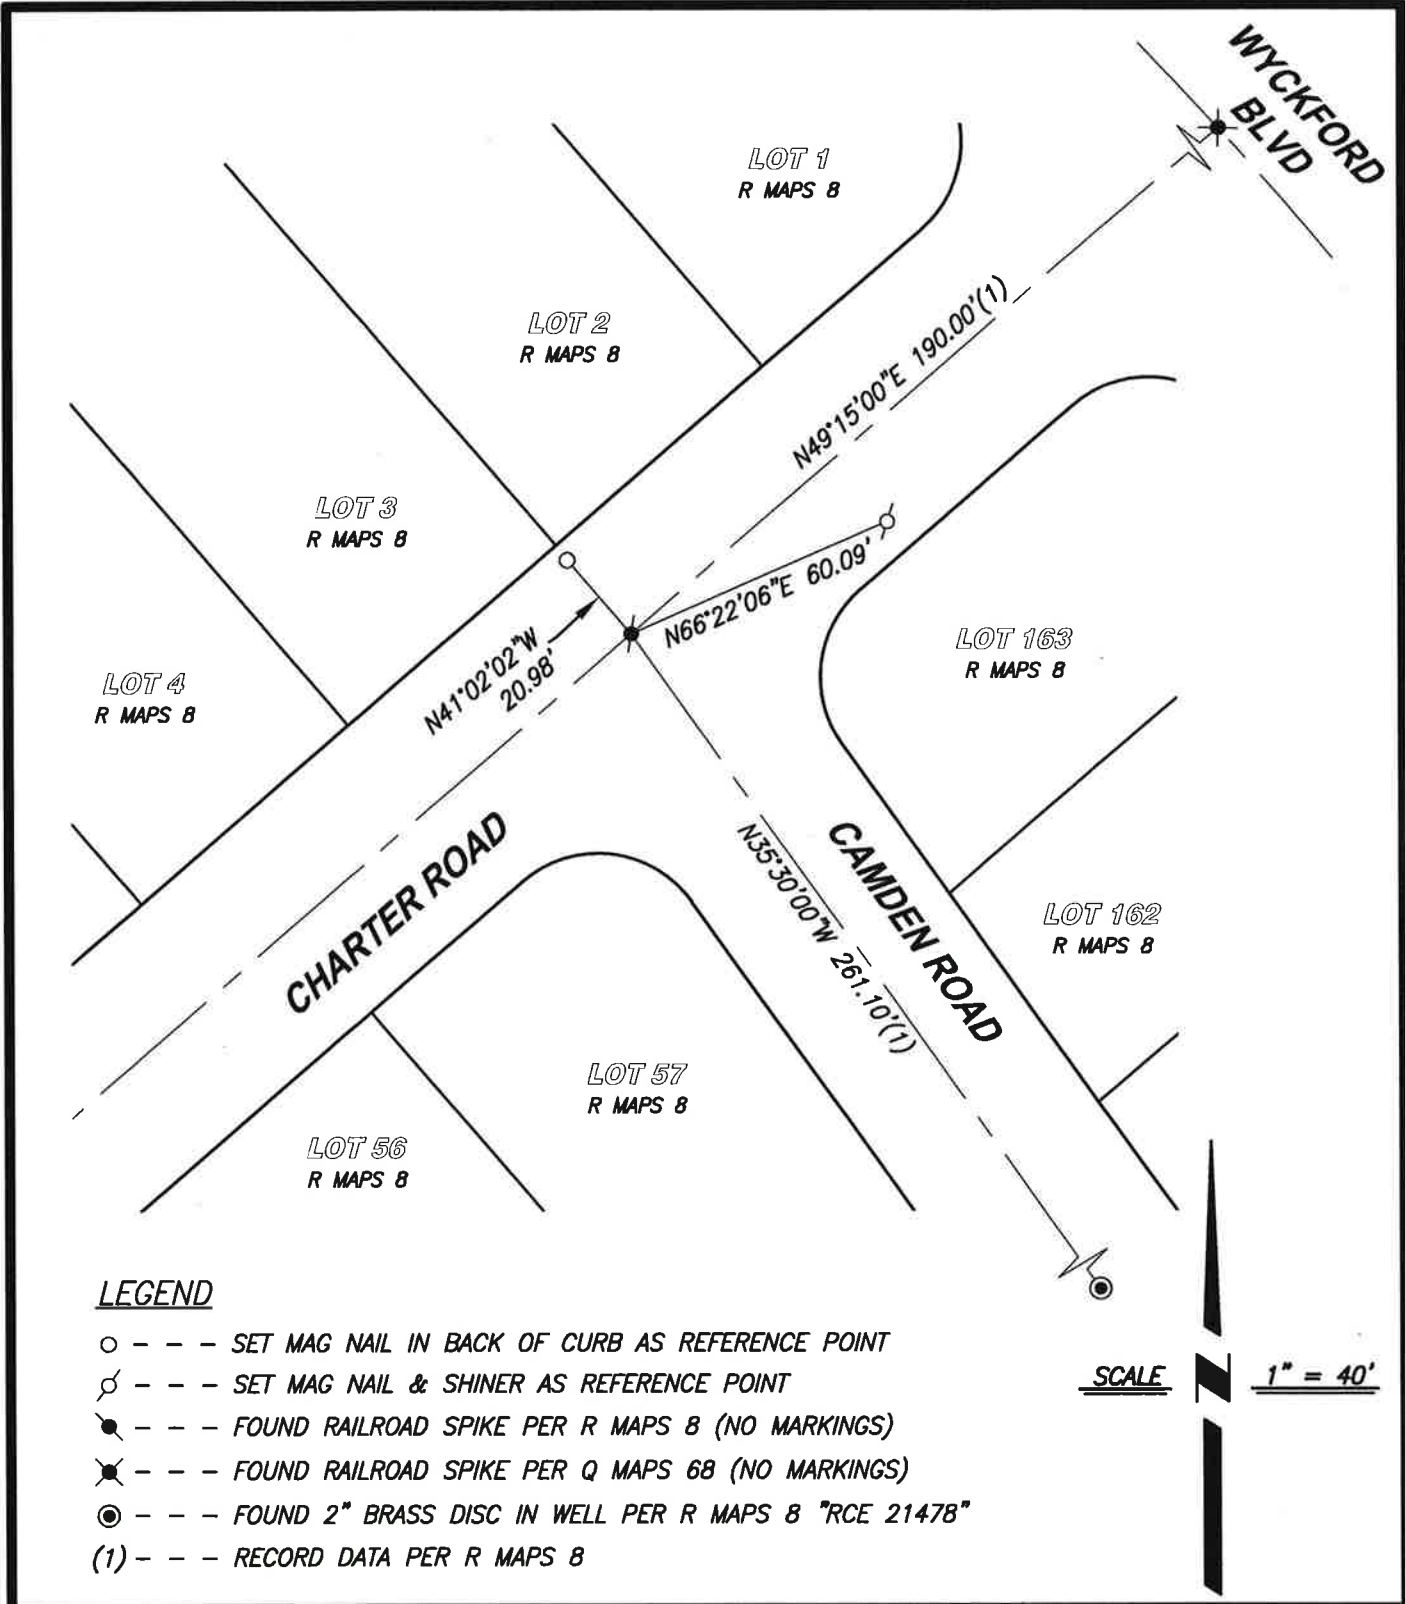 WYCKFORD
BLVD
LOT 1
R MAPS 8
LOT 2
R MAPS 8
N49°15'00"E 190.00'(1)
LOT 3
R MAPS 8
N66°22'06"E 60.09'
LOT 163
R MAPS 8
N41°02'02"W
20.98'
LOT 4
R MAPS 8
CHARTER ROAD
CAMDEN ROAD
N35°30'00"W 261.10'(1)
LOT 162
R MAPS 8
LOT 57
R MAPS 8
LOT 56
R MAPS 8
LEGEND
– – – SET MAG NAIL IN BACK OF CURB AS REFERENCE POINT
– – – SET MAG NAIL & SHINER AS REFERENCE POINT
– – – FOUND RAILROAD SPIKE PER R MAPS 8 (NO MARKINGS)
– – – FOUND RAILROAD SPIKE PER Q MAPS 68 (NO MARKINGS)
– – – FOUND 2" BRASS DISC IN WELL PER R MAPS 8 "RCE 21478"
(1) – – – RECORD DATA PER R MAPS 8
SCALE N 1" = 40'